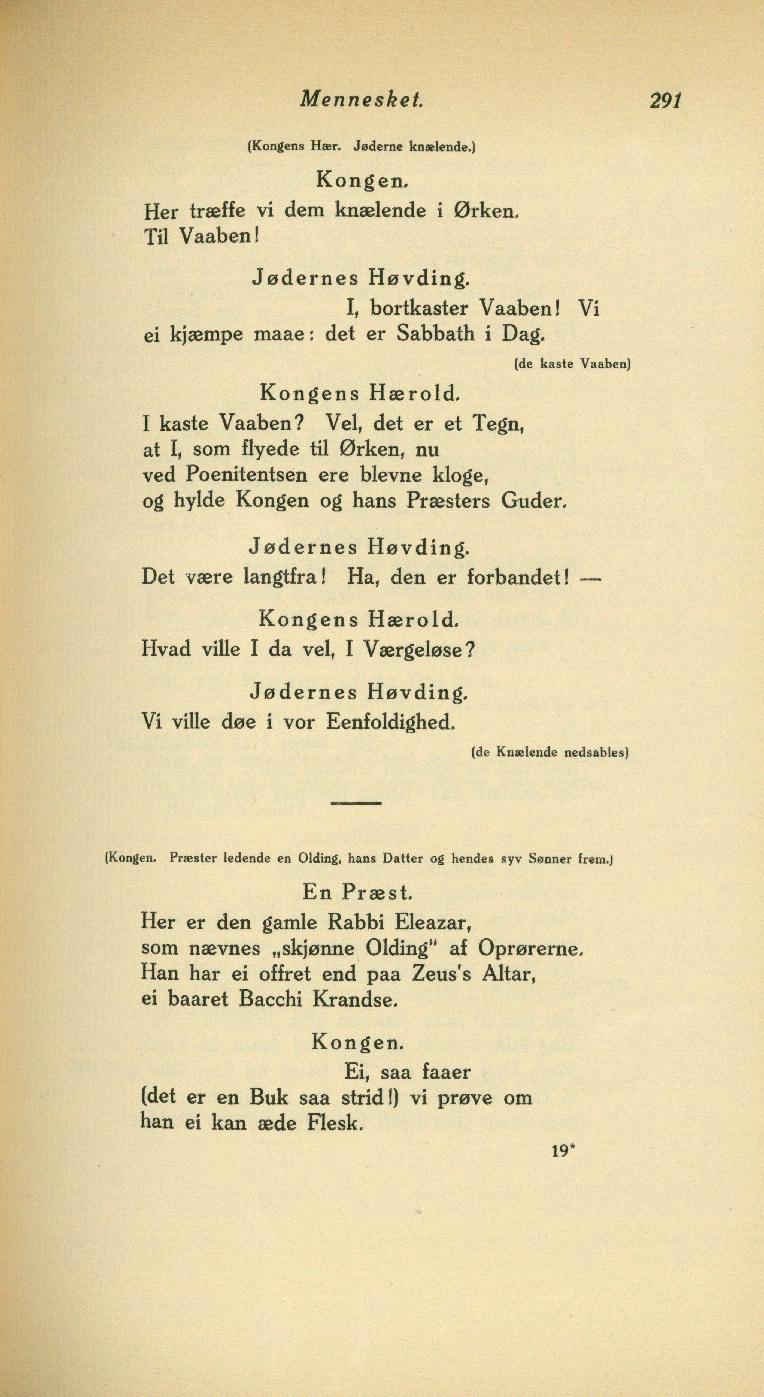 Mennesket. 291
(Kongens Hær. Jøderne knælende.)
Kongen.
Her træffe vi dem knælende i Ørken.
Til Vaaben!
Jødernes Høvding.
I, bortkaster Vaaben! Vi
ei kjæmpe maae: det er Sabbath i Dag.
(de kaste Vaaben)
Kongens Hærold.
I kaste Vaaben? Vel, det er et Tegn,
at I, som flyede til Ørken, nu
ved Poenitentsen ere blevne kloge,
og hylde Kongen og hans Præsters Guder.
Jødernes Høvding.
Det være langtfra! Ha, den er forbandet! —
Kongens Hærold.
Hvad ville I da vel, I Værgeløse?
Jødernes Høvding.
Vi ville døe i vor Eenfoldighed.
(de Knælende nedsables)
(Kongen. Præster ledende en Olding, hans Datter og hendes syv Sønner frem.)
En Præst.
Her er den gamle Rabbi Eleazar,
som nævnes „skjønne Olding" af Oprørerne.
Han har ei offret end paa Zeus's Altar,
ei baaret Bacchi Krandse.
Kongen.
Ei, saa faaer
(det er en Buk saa strid!) vi prøve om
han ei kan æde Flesk.
19*